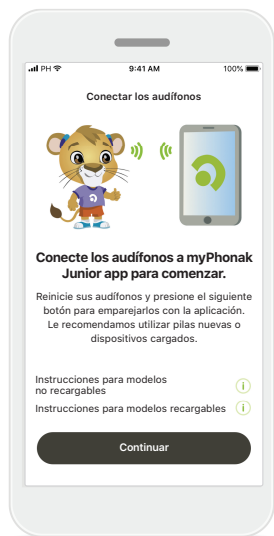 PH
9:41 AM
100%
Conectar los audífonos
Conecte los audífonos a myPhonak
Junior app para comenzar.
Reinicie sus audífonos y presione el siguiente
botón para emparejarlos con la aplicación.
Le recomendamos utilizar pilas nuevas o
dispositivos cargados.
Instrucciones para modelos
no recargables
i
Instrucciones para modelos recargables
i
Continuar